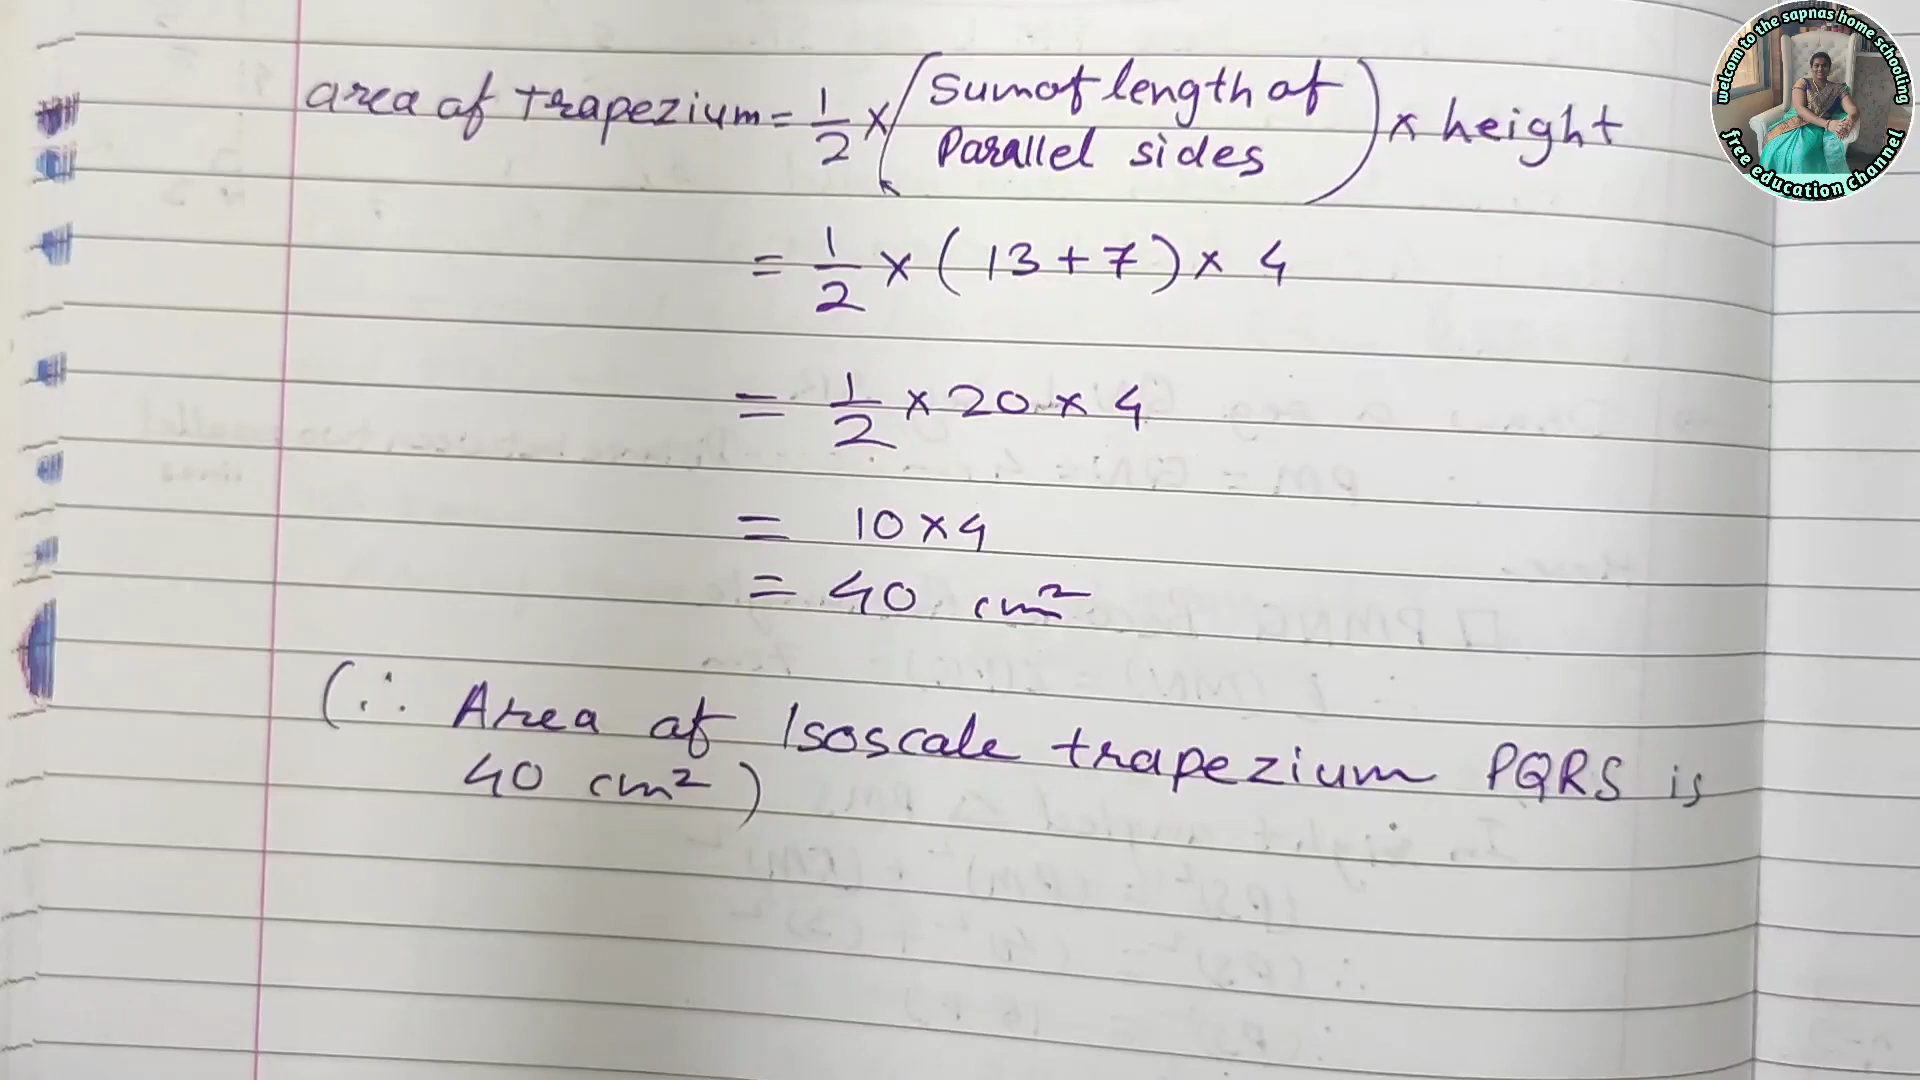 area of trapezium = 1/2 × (Sum of length of Parallel sides) × height
= 1/2 × (13 + 7) × 4
= 1/2 × 20 × 4
= 10 × 4
= 40 cm²
(∴ Area of Isoscale trapezium PQRS is
40 cm²)
welcom to the sapnas home schooling
free education channel